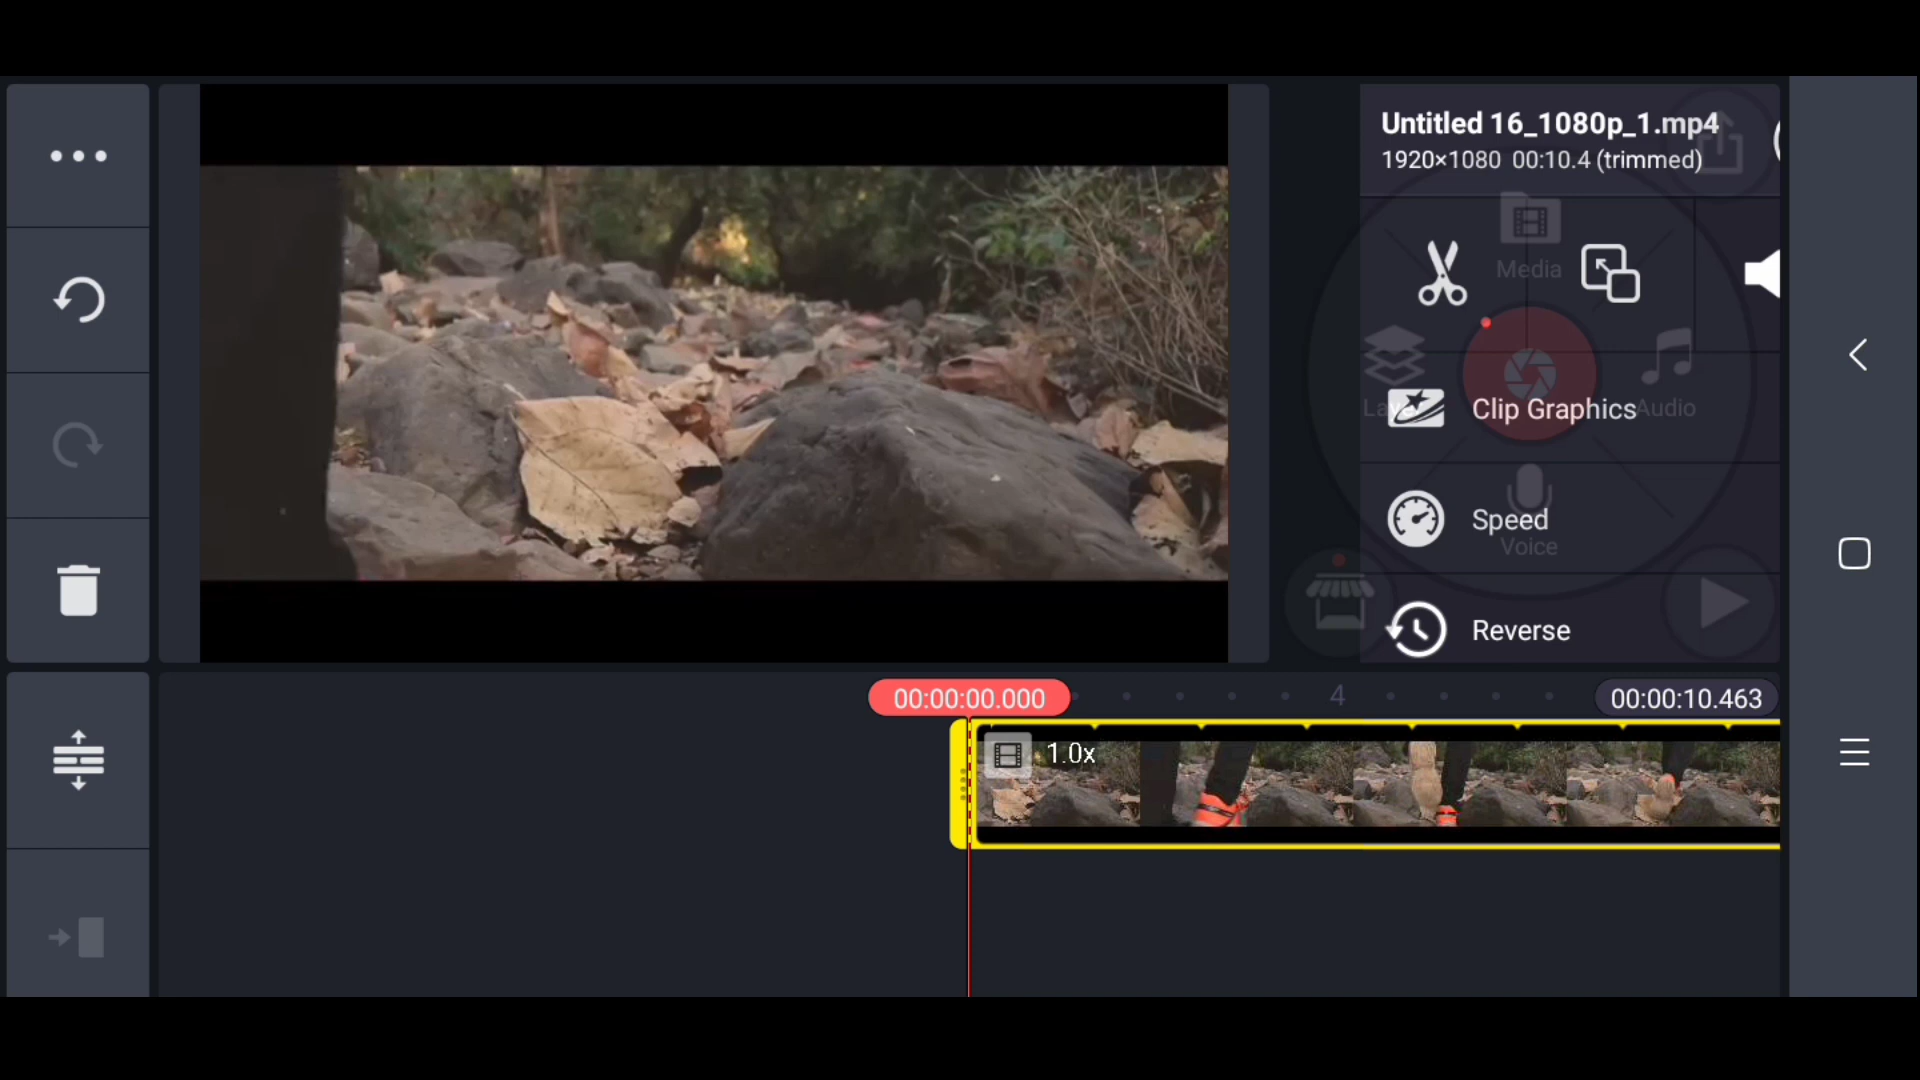 Untitled 16_1080p_1.mp4
1920×1080 00:10.4 (trimmed)
Media
Clip Graphics
Audio
Speed
Voice
Reverse
00:00:00.000
4
00:00:10.463
1.0x